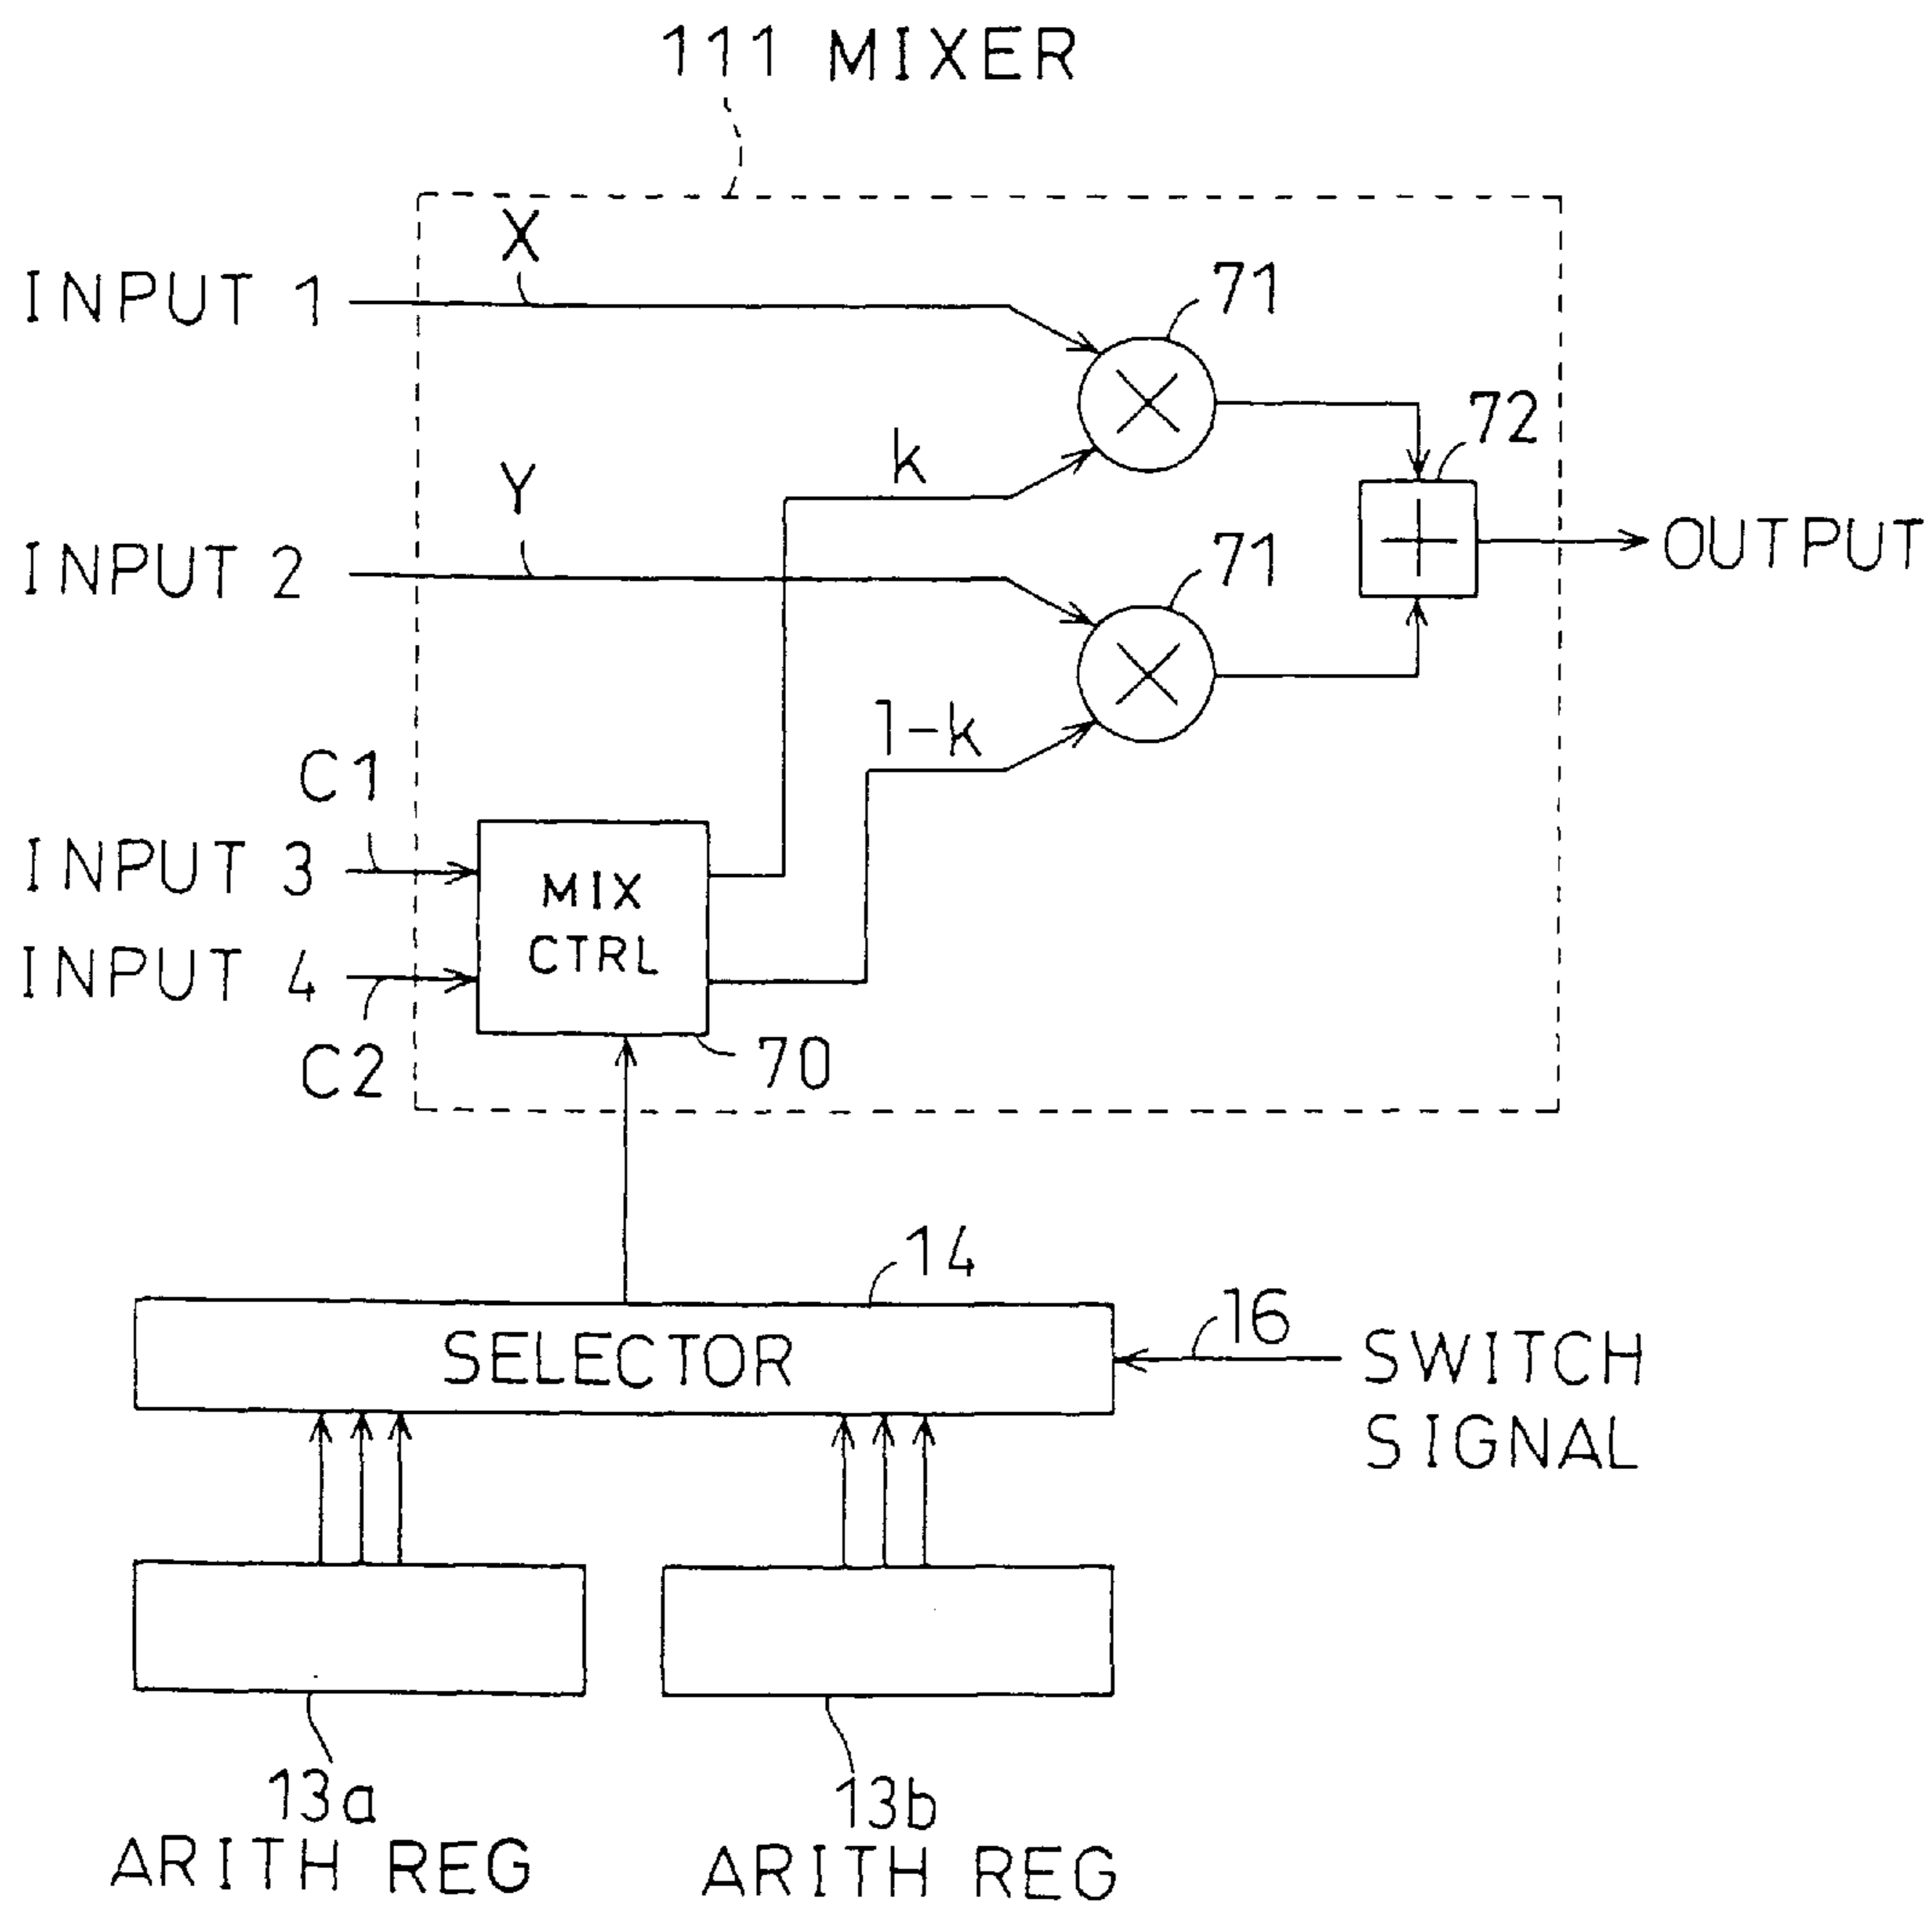 111 MIXER
X
INPUT 1
71
k
72
Y
INPUT 2
OUTPUT
71
1-k
C1
INPUT 3
MIX
CTRL
INPUT 4
C2
70
14
SELECTOR
16
SWITCH
SIGNAL
13a
ARITH REG
13b
ARITH REG